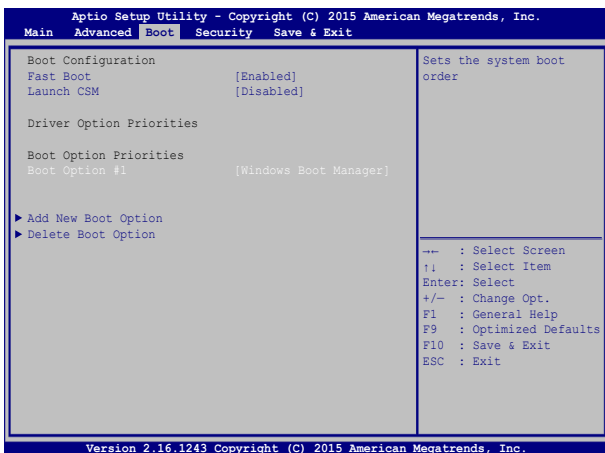 Aptio Setup Utility - Copyright (C) 2015 American Megatrends, Inc.
Main Advanced Boot Security Save & Exit
Boot Configuration
Fast Boot [Enabled]
Launch CSM [Disabled]
Driver Option Priorities
Boot Option Priorities
Boot Option #1 [Windows Boot Manager]
▶ Add New Boot Option
▶ Delete Boot Option
Sets the system boot
order
→← : Select Screen
↑↓ : Select Item
Enter: Select
+/— : Change Opt.
F1 : General Help
F9 : Optimized Defaults
F10 : Save & Exit
ESC : Exit
Version 2.16.1243 Copyright (C) 2015 American Megatrends, Inc.